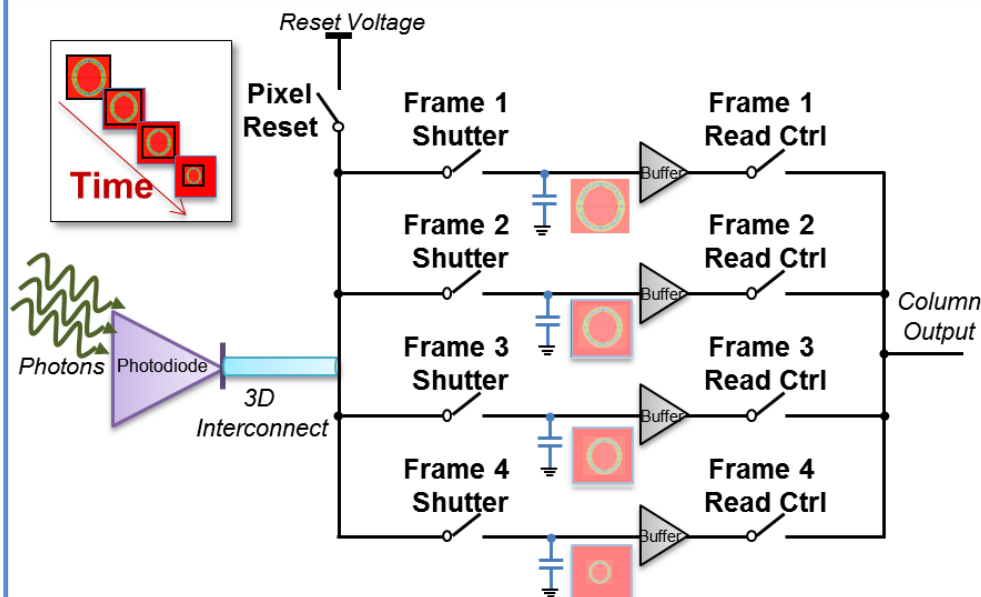 Reset Voltage
Pixel
Reset
Time
Frame 1
Shutter
Buffer
Frame 1
Read Ctrl
Frame 2
Shutter
Buffer
Frame 2
Read Ctrl
Photons
Photodiode
3D
Interconnect
Frame 3
Shutter
Buffer
Frame 3
Read Ctrl
Frame 4
Shutter
Buffer
Frame 4
Read Ctrl
Column
Output